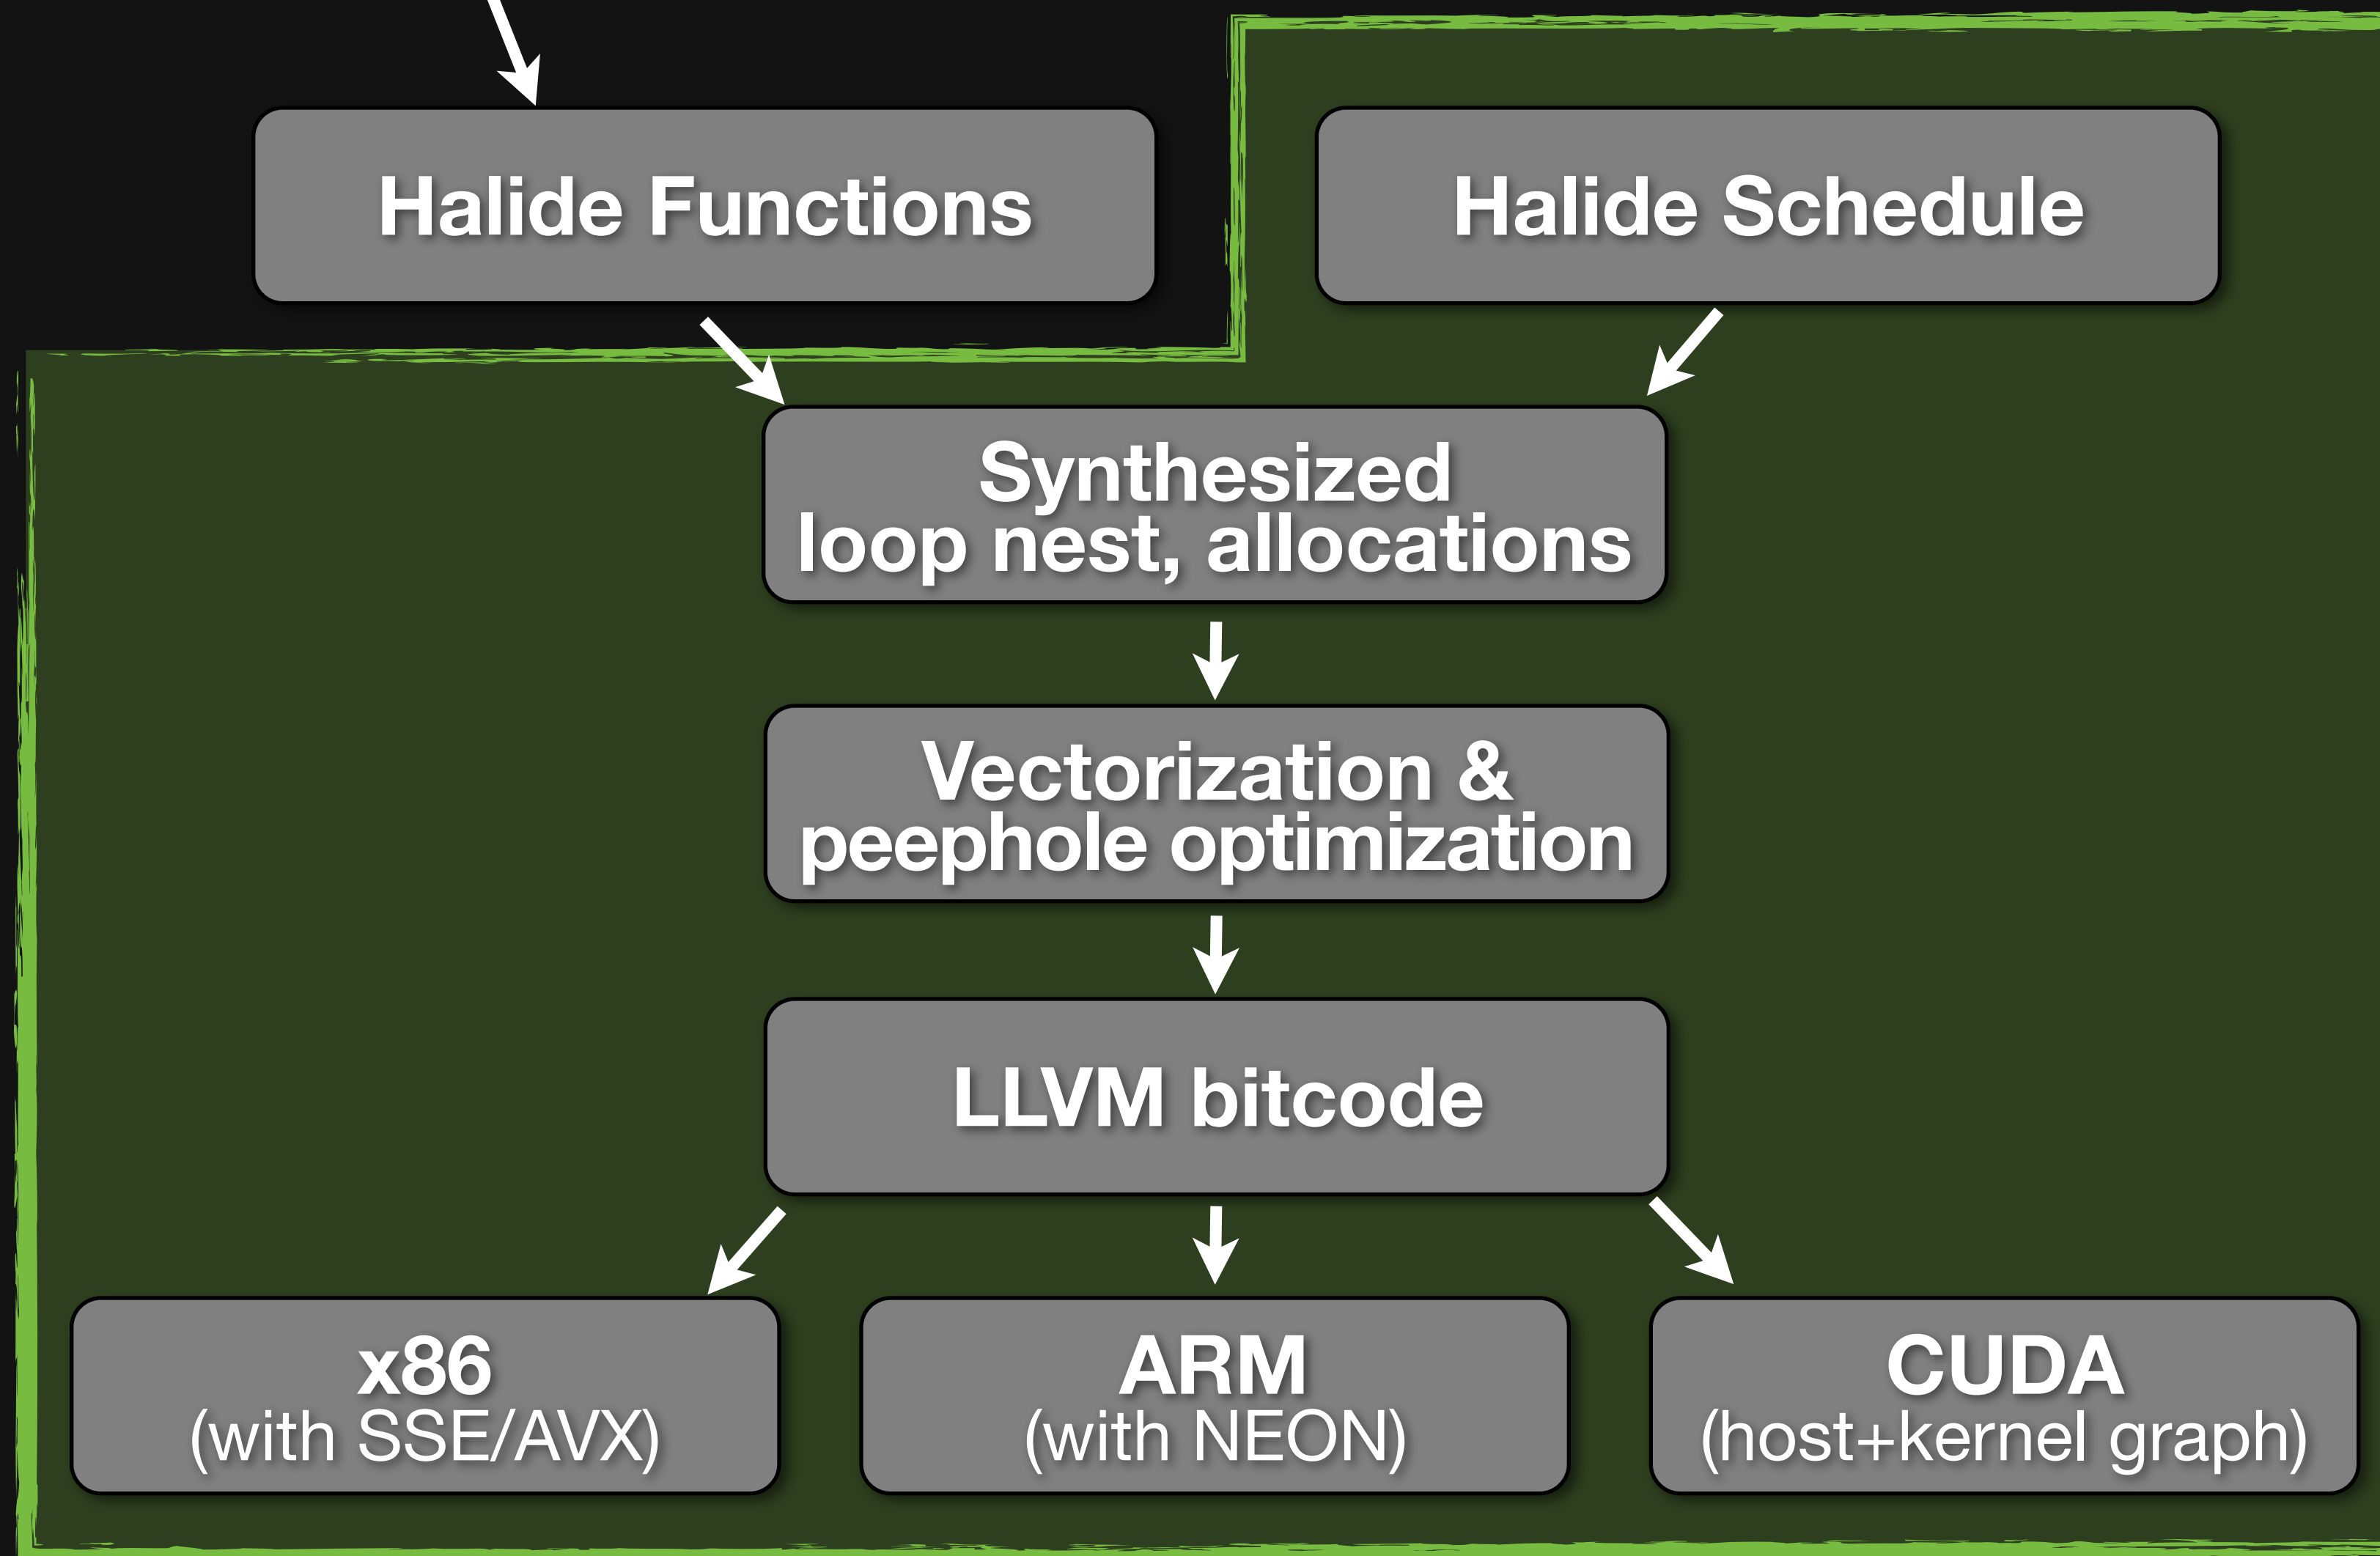 Halide Functions
Halide Schedule
Synthesized
loop nest, allocations
Vectorization &
peephole optimization
LLVM bitcode
x86
(with SSE/AVX)
ARM
(with NEON)
CUDA
(host+kernel graph)